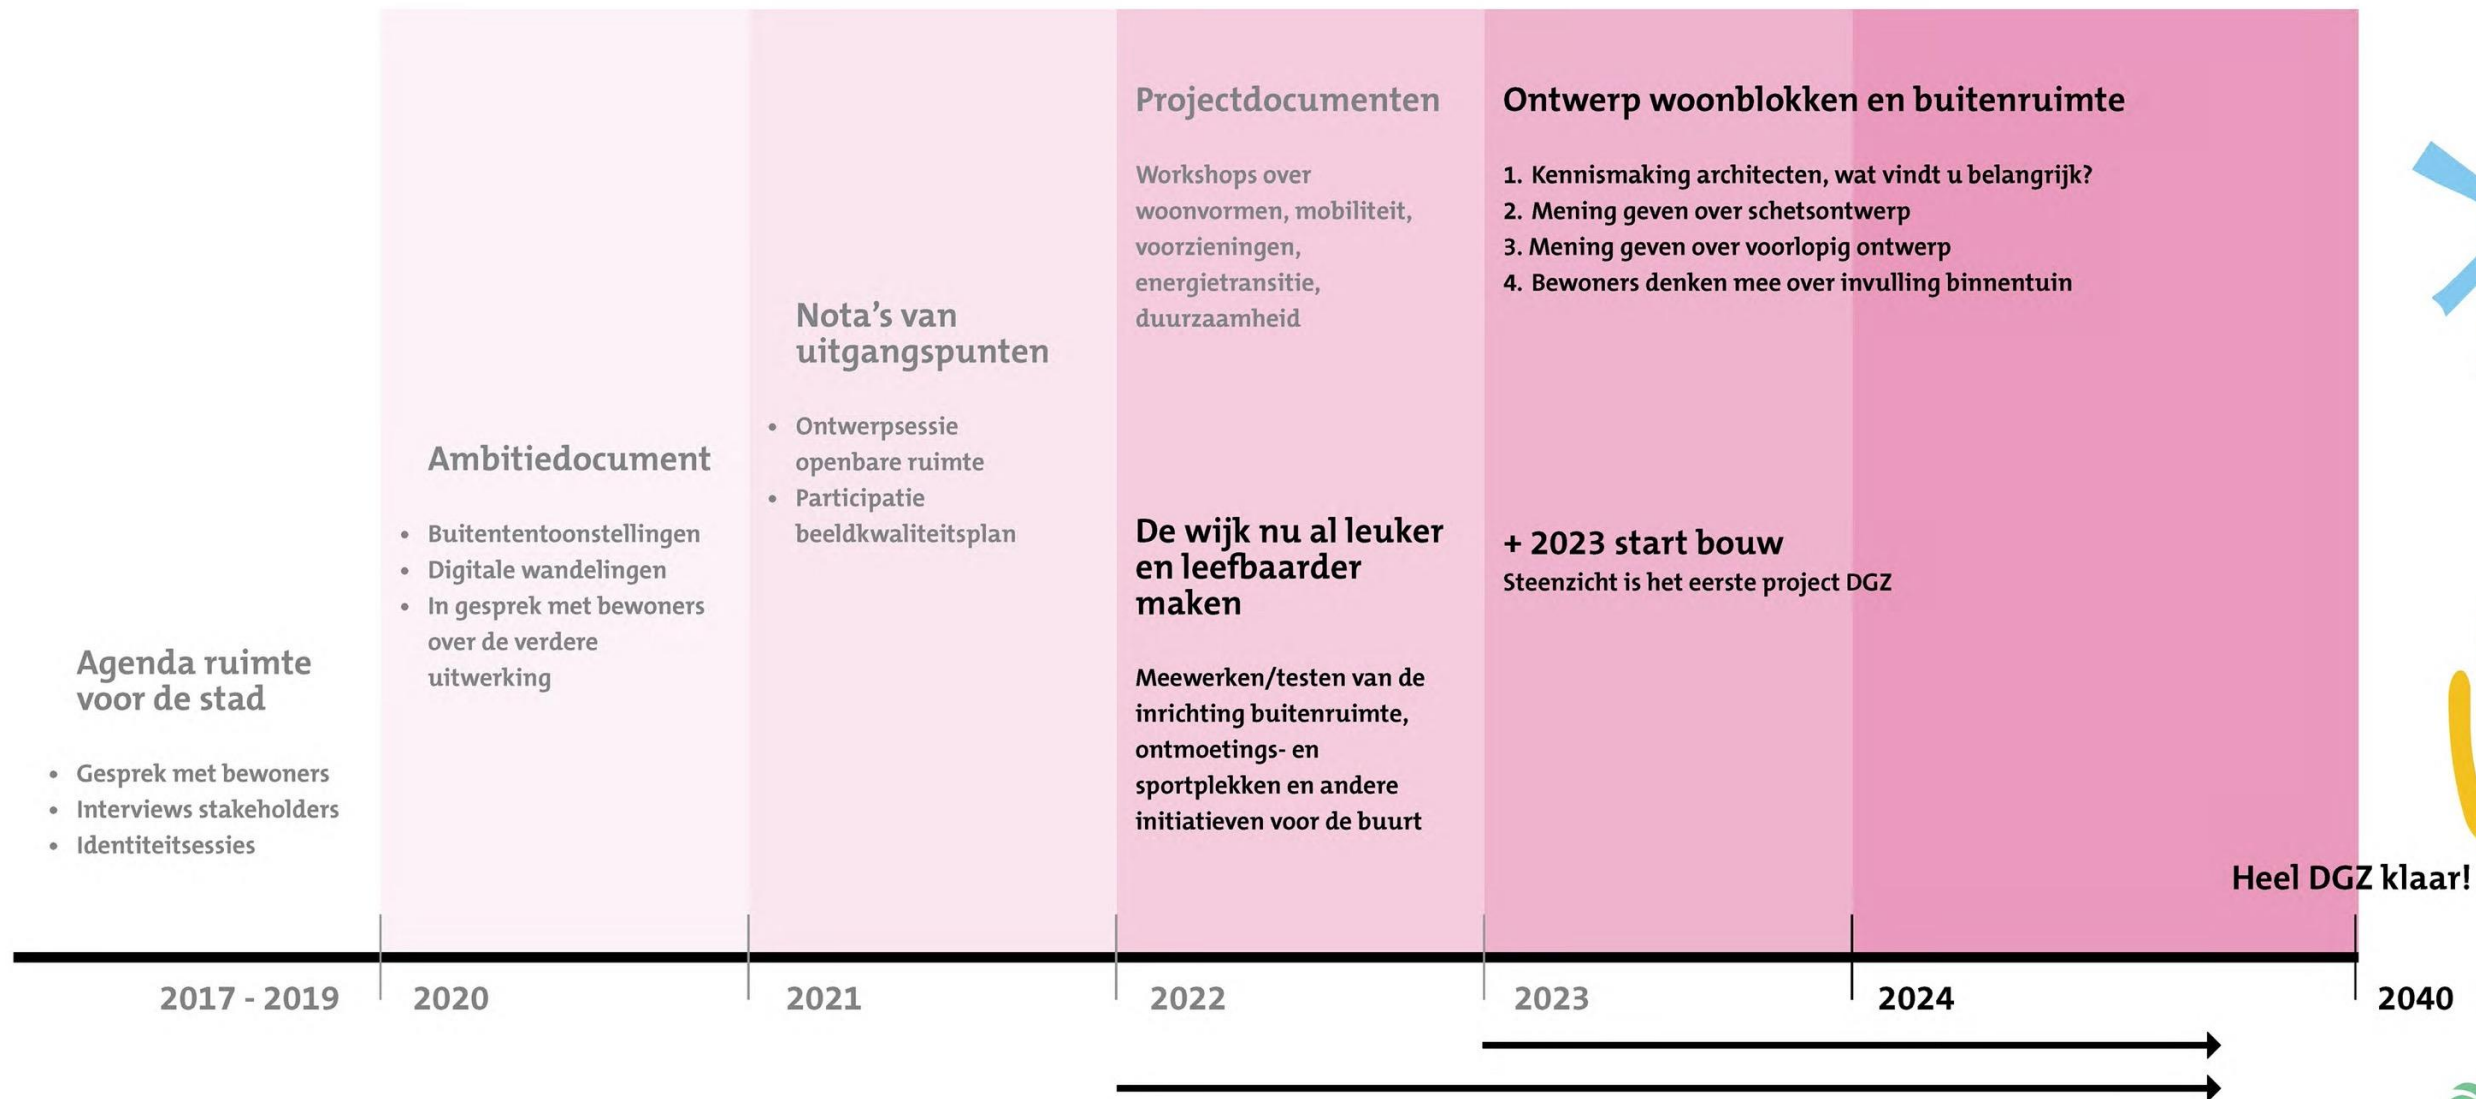 Agenda ruimte
voor de stad
• Gesprek met bewoners
• Interviews stakeholders
• Identiteitsessies
Ambitiedocument
• Buitententoonstellingen
• Digitale wandelingen
• In gesprek met bewoners
over de verdere
uitwerking
Nota's van
uitgangspunten
• Ontwerpsessie
openbare ruimte
• Participatie
beeldkwaliteitsplan
Projectdocumenten
Workshops over
woonvormen, mobiliteit,
voorzieningen,
energietransitie,
duurzaamheid
De wijk nu al leuker
en leefbaarder
maken
Meewerken/testen van de
inrichting buitenruimte,
ontmoetings- en
sportplekken en andere
initiatieven voor de buurt
Ontwerp woonblokken en buitenruimte
1. Kennismaking architecten, wat vindt u belangrijk?
2. Mening geven over schetsontwerp
3. Mening geven over voorlopig ontwerp
4. Bewoners denken mee over invulling binnentuin
+ 2023 start bouw
Steenzicht is het eerste project DGZ
Heel DGZ klaar!
2017 - 2019
2020
2021
2022
2023
2024
2040